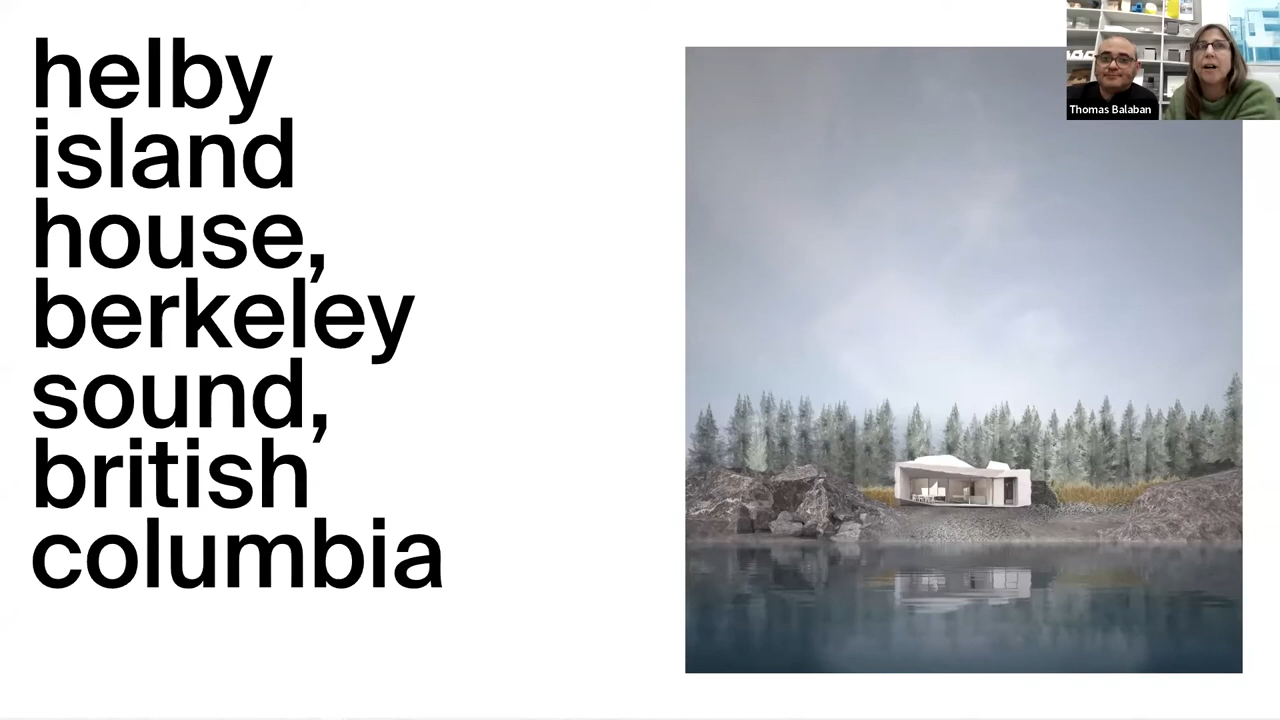 helby
island
house,
berkeley
sound,
british
columbia
Thomas Balaban